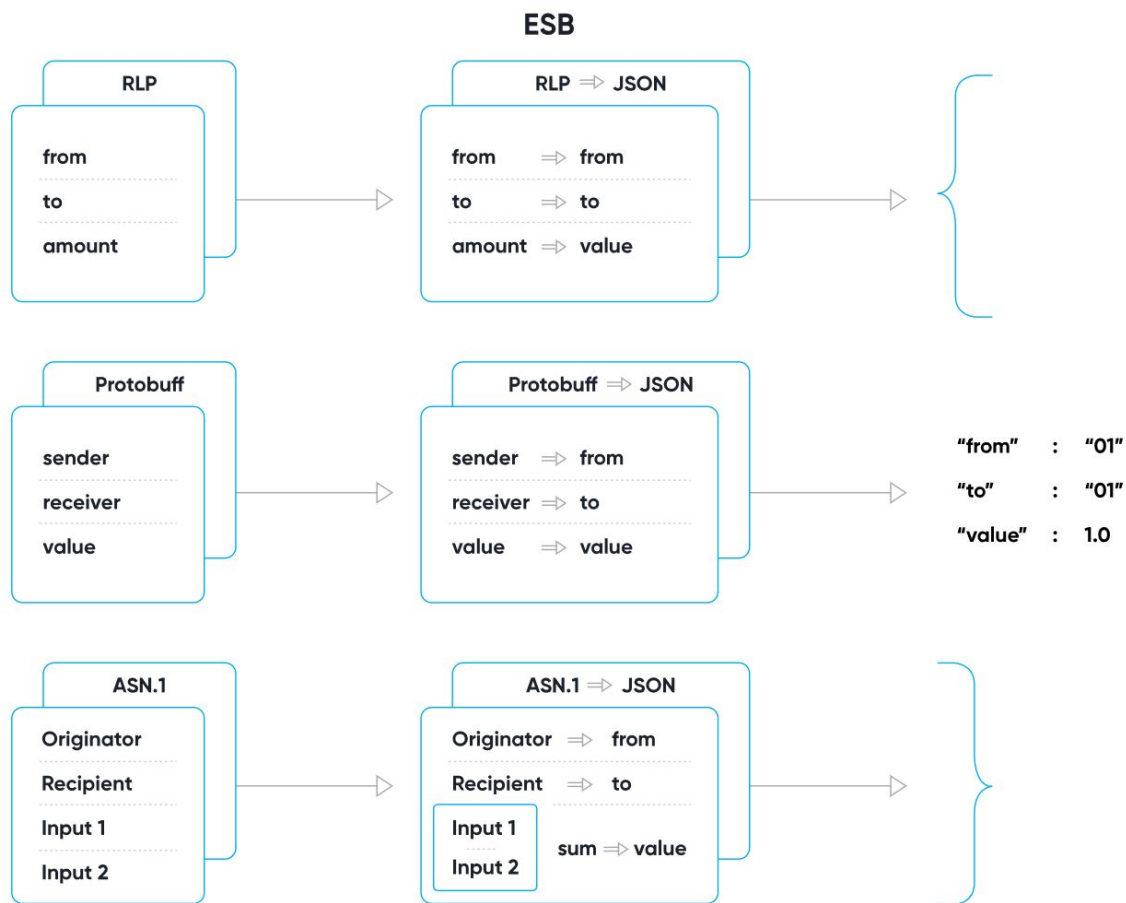 ESB
RLP
from
to
amount
RLP ⇒ JSON
from ⇒ from
to ⇒ to
amount ⇒ value
{
Protobuff
sender
receiver
value
Protobuff ⇒ JSON
sender ⇒ from
receiver ⇒ to
value ⇒ value
“from” : “01”
“to” : “01”
“value” : 1.0
ASN.1
Originator
Recipient
Input 1
Input 2
ASN.1 ⇒ JSON
Originator ⇒ from
Recipient ⇒ to
Input 1
Input 2
sum ⇒ value
}